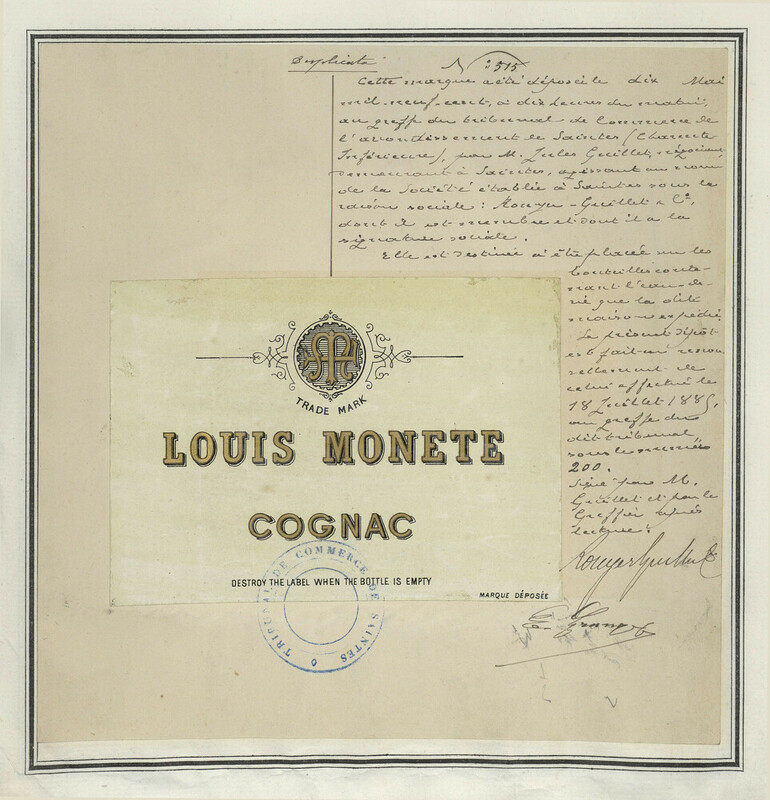 Duplicata
N° 515
Cette marque a été déposée le dix Mai
mil-neuf-cent, à dix heures du matin,
au greffe du tribunal de Commerce de
l'arrondissement de Saintes (Charente
Inférieure), par M. Jules Guillet, négociant,
demeurant à Saintes, agissant au nom
de la Société établie à Saintes sous la
raison sociale: Rouyer-Guillet & Cie,
dont il est membre et dont il a la
signature sociale.
Elle est destinée à être placée sur les
bouteilles conte-
nant l'eau-de-
vie que la dite
maison expédie.
Le présent dépôt
est fait en renou-
vellement de
celui effectué le
18 Juillet 1885,
au greffe du
dit tribunal,
sous le numéro
200.
Signé par M.
Guillet et par le
Greffier après
lecture.
Rouyer Guillet &
TRADE MARK
LOUIS MONETE
COGNAC
DESTROY THE LABEL WHEN THE BOTTLE IS EMPTY
MARQUE DÉPOSÉE
TRIBUNAL DE COMMERCE DE SAINTES